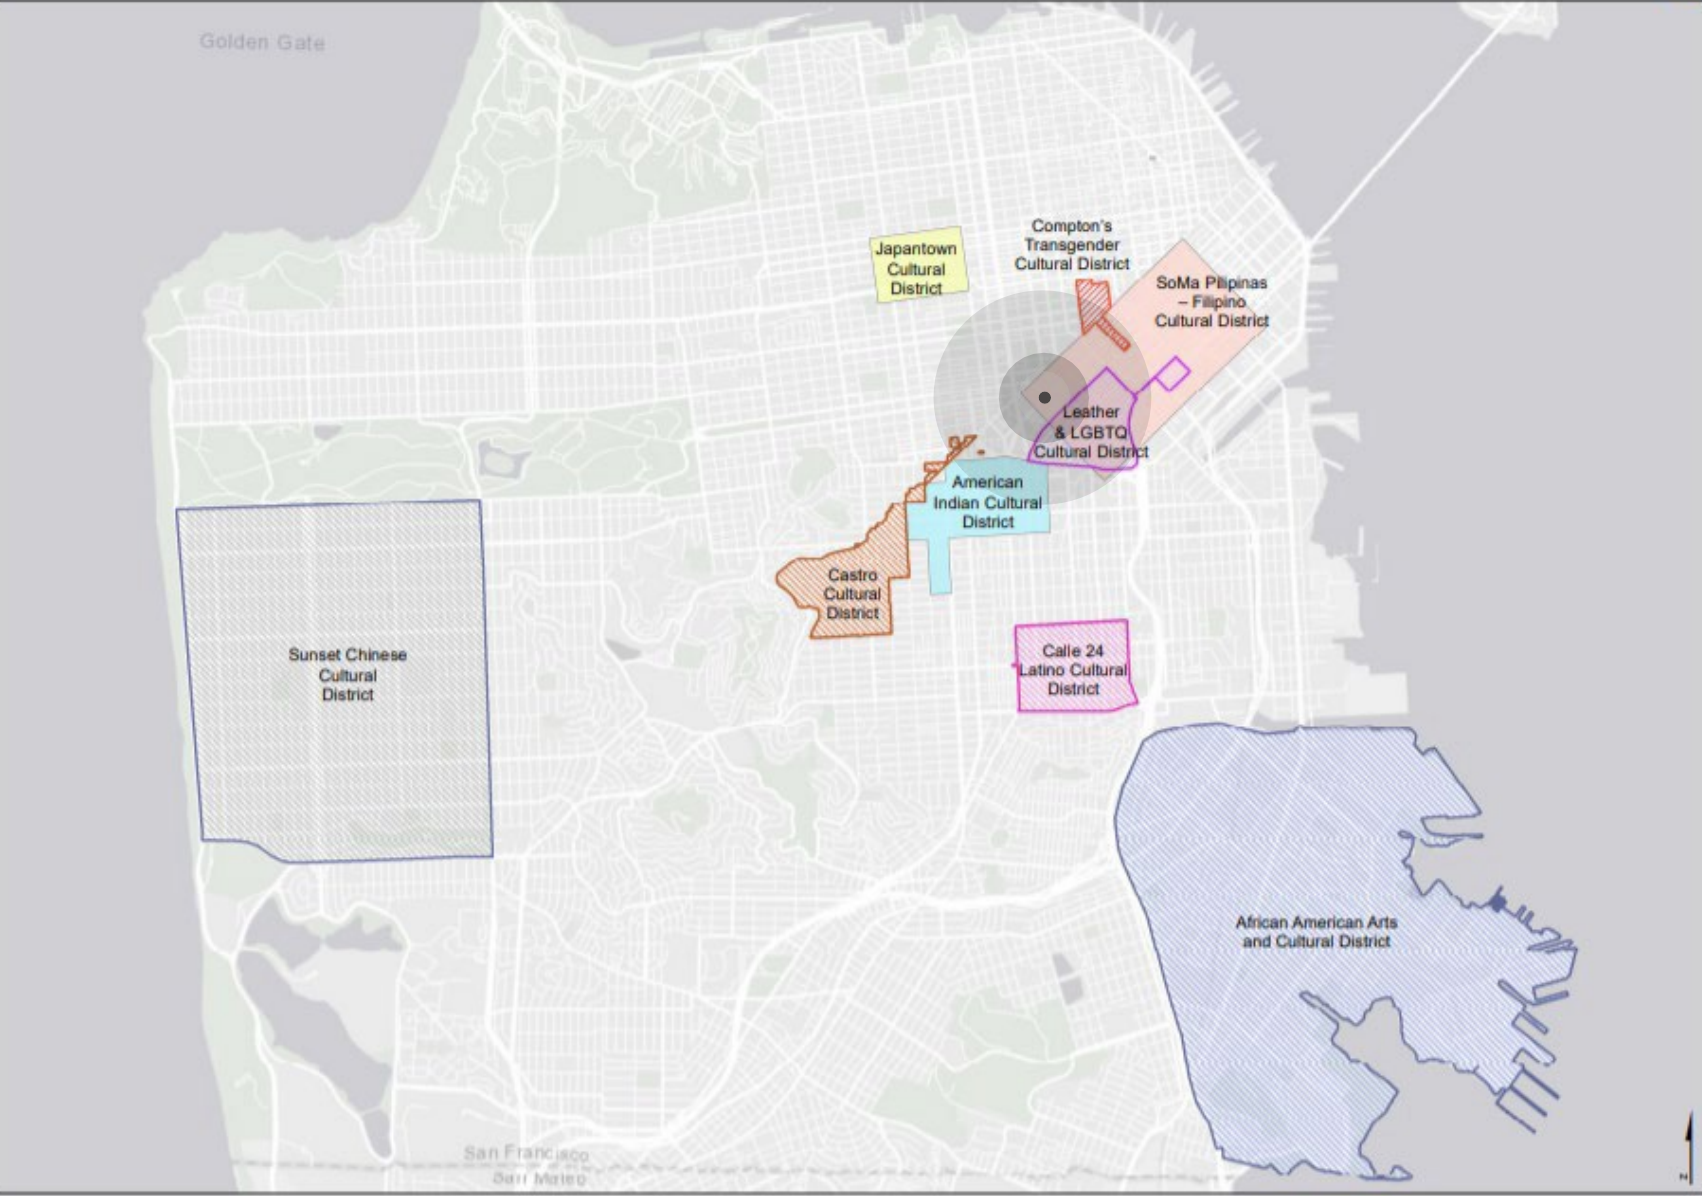 Golden Gate
Compton's
Transgender
Cultural District
Japantown
Cultural
District
SoMa Pilipinas
– Filipino
Cultural District
Leather
& LGBTQ
Cultural District
American
Indian Cultural
District
Castro
Cultural
District
Sunset Chinese
Cultural
District
Calle 24
Latino Cultural
District
African American Arts
and Cultural District
San Francisco
San Mateo
N